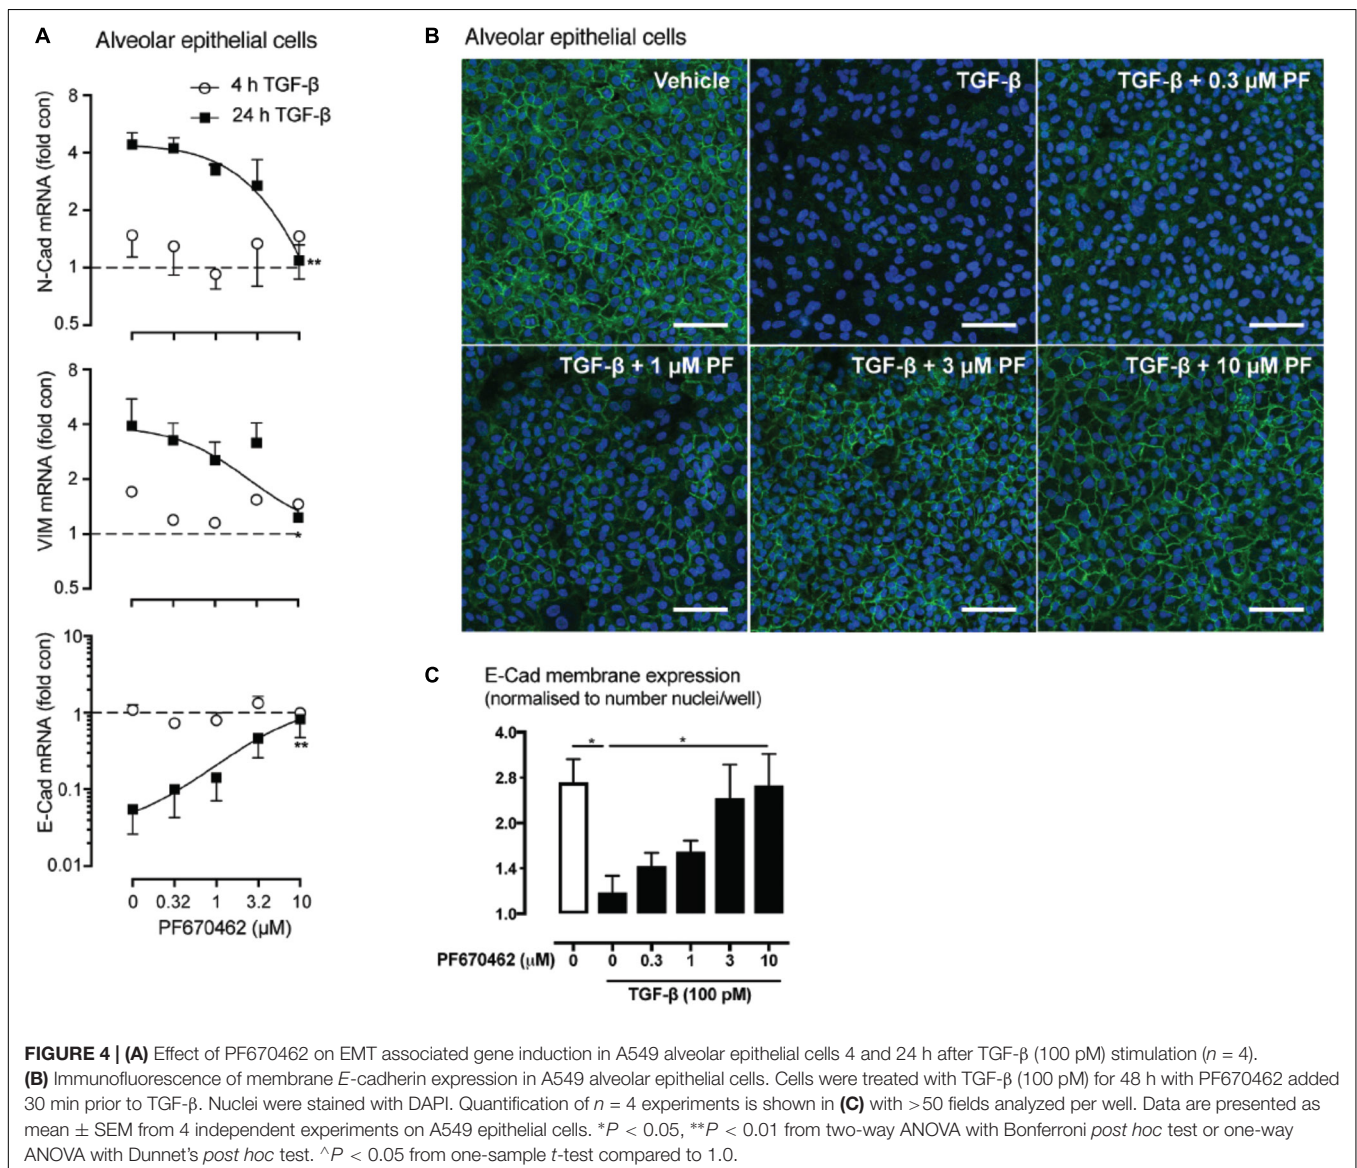 A
Alveolar epithelial cells
4 h TGF-β
24 h TGF-β
N-Cad mRNA (fold con)
8
4
2
1
0.5
**
VIM mRNA (fold con)
8
4
2
1
0.5
*
E-Cad mRNA (fold con)
10
1
0.1
0.01
**
0 0.32 1 3.2 10
PF670462 (µM)
B
Alveolar epithelial cells
Vehicle
TGF-β
TGF-β + 0.3 µM PF
TGF-β + 1 µM PF
TGF-β + 3 µM PF
TGF-β + 10 µM PF
C
E-Cad membrane expression
(normalised to number nuclei/well)
4.0
2.8
2.0
1.4
1.0
* *
PF670462 (µM) 0 0 0.3 1 3 10
TGF-β (100 pM)
FIGURE 4 | (A) Effect of PF670462 on EMT associated gene induction in A549 alveolar epithelial cells 4 and 24 h after TGF-β (100 pM) stimulation (n = 4).
(B) Immunofluorescence of membrane E-cadherin expression in A549 alveolar epithelial cells. Cells were treated with TGF-β (100 pM) for 48 h with PF670462 added
30 min prior to TGF-β. Nuclei were stained with DAPI. Quantification of n = 4 experiments is shown in (C) with >50 fields analyzed per well. Data are presented as
mean ± SEM from 4 independent experiments on A549 epithelial cells. *P < 0.05, **P < 0.01 from two-way ANOVA with Bonferroni post hoc test or one-way
ANOVA with Dunnet's post hoc test. ^P < 0.05 from one-sample t-test compared to 1.0.